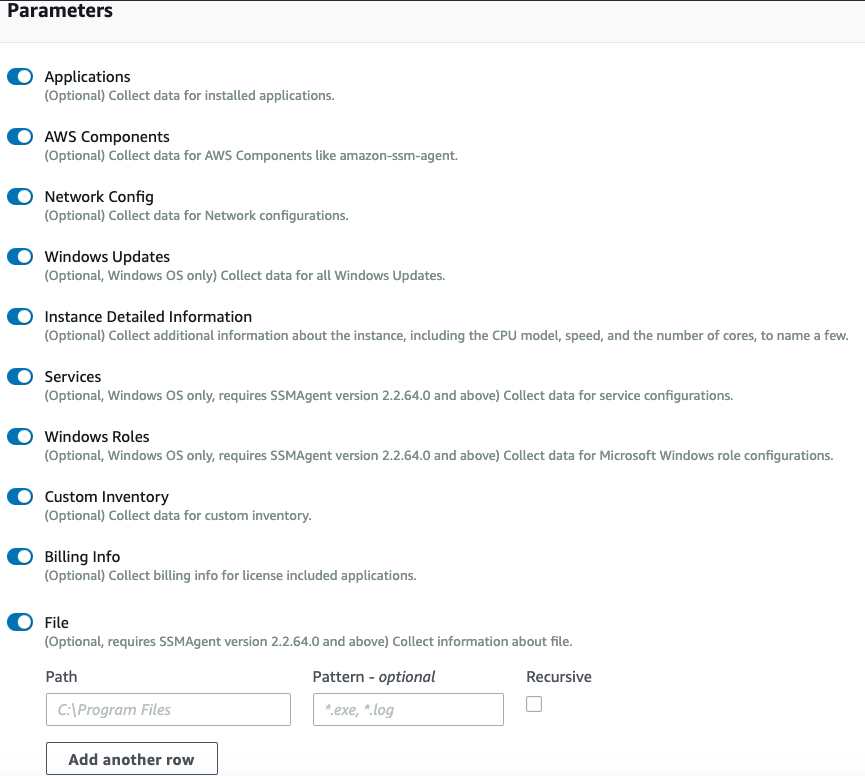 Parameters
Applications
(Optional) Collect data for installed applications.
AWS Components
(Optional) Collect data for AWS Components like amazon-ssm-agent.
Network Config
(Optional) Collect data for Network configurations.
Windows Updates
(Optional, Windows OS only) Collect data for all Windows Updates.
Instance Detailed Information
(Optional) Collect additional information about the instance, including the CPU model, speed, and the number of cores, to name a few.
Services
(Optional, Windows OS only, requires SSMAgent version 2.2.64.0 and above) Collect data for service configurations.
Windows Roles
(Optional, Windows OS only, requires SSMAgent version 2.2.64.0 and above) Collect data for Microsoft Windows role configurations.
Custom Inventory
(Optional) Collect data for custom inventory.
Billing Info
(Optional) Collect billing info for license included applications.
File
(Optional, requires SSMAgent version 2.2.64.0 and above) Collect information about file.
Path Pattern - optional Recursive
C:\Program Files *.exe, *.log
Add another row